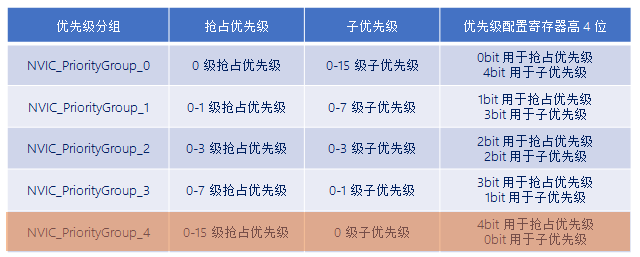 优先级分组 抢占优先级 子优先级 优先级配置寄存器高 4 位
NVIC_PriorityGroup_0 0 级抢占优先级 0-15 级子优先级 0bit 用于抢占优先级
4bit 用于子优先级
NVIC_PriorityGroup_1 0-1 级抢占优先级 0-7 级子优先级 1bit 用于抢占优先级
3bit 用于子优先级
NVIC_PriorityGroup_2 0-3 级抢占优先级 0-3 级子优先级 2bit 用于抢占优先级
2bit 用于子优先级
NVIC_PriorityGroup_3 0-7 级抢占优先级 0-1 级子优先级 3bit 用于抢占优先级
1bit 用于子优先级
NVIC_PriorityGroup_4 0-15 级抢占优先级 0 级子优先级 4bit 用于抢占优先级
0bit 用于子优先级